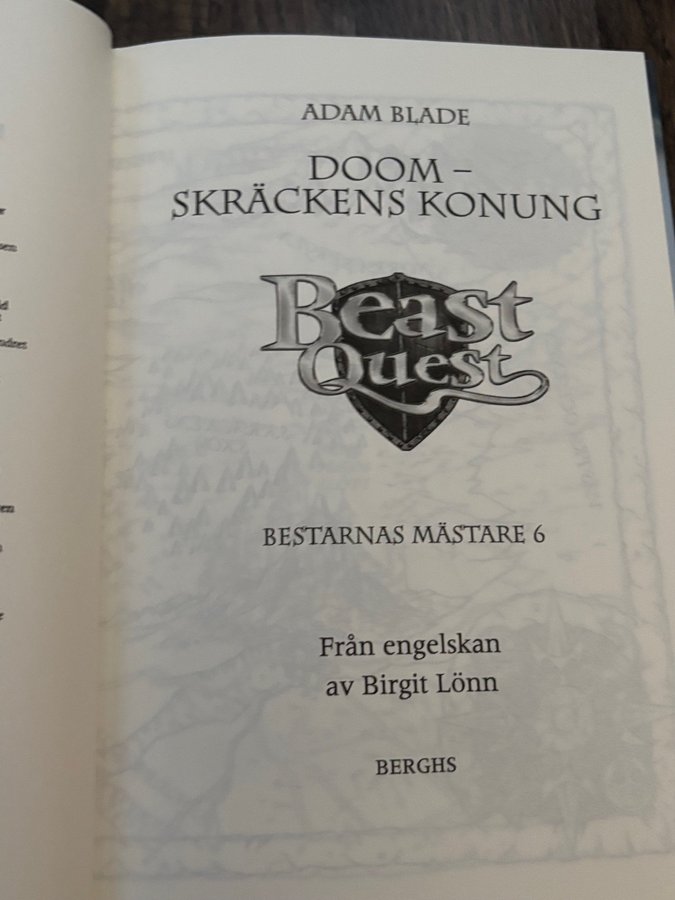 ADAM BLADE
DOOM –
SKRÄCKENS KONUNG
Beast
Quest
BESTARNAS MÄSTARE 6
Från engelskan
av Birgit Lönn
BERGHS